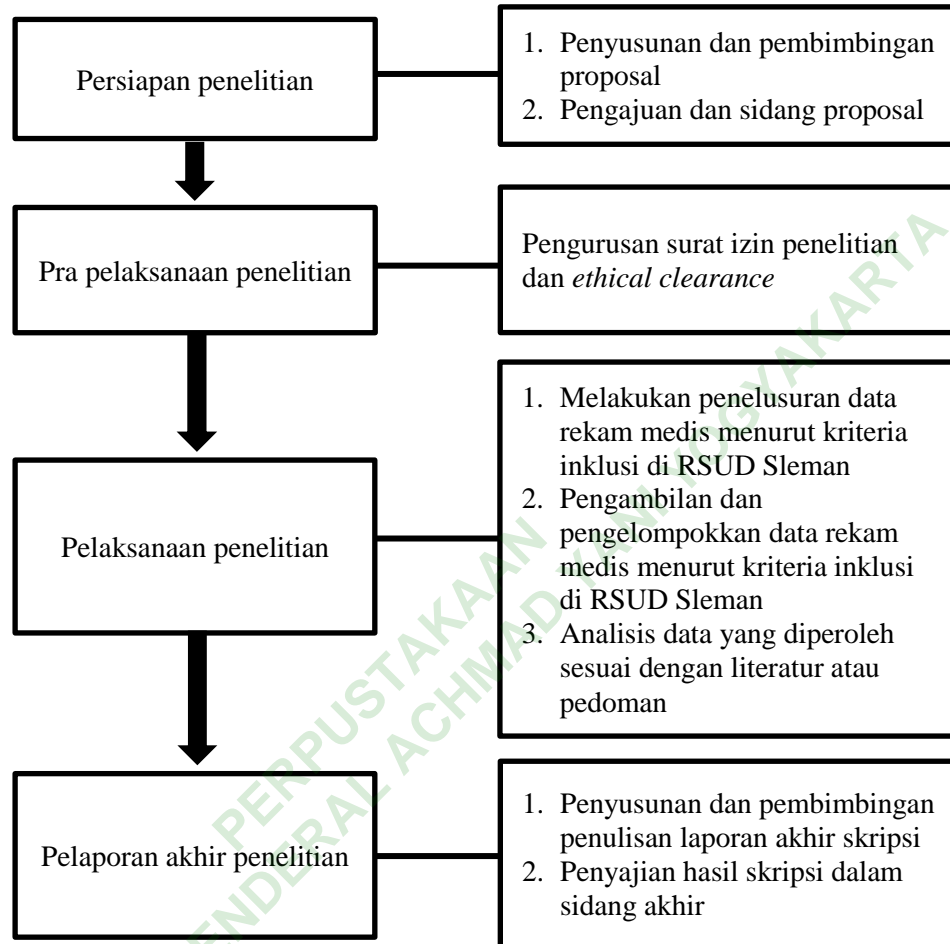 Persiapan penelitian
1. Penyusunan dan pembimbingan
proposal
2. Pengajuan dan sidang proposal
Pra pelaksanaan penelitian
Pengurusan surat izin penelitian
dan ethical clearance
Pelaksanaan penelitian
1. Melakukan penelusuran data
rekam medis menurut kriteria
inklusi di RSUD Sleman
2. Pengambilan dan
pengelompokkan data rekam
medis menurut kriteria inklusi
di RSUD Sleman
3. Analisis data yang diperoleh
sesuai dengan literatur atau
pedoman
Pelaporan akhir penelitian
1. Penyusunan dan pembimbingan
penulisan laporan akhir skripsi
2. Penyajian hasil skripsi dalam
sidang akhir
PERPUSTAKAAN
ENDERAL ACHMAD YANI YOGYAKARTA